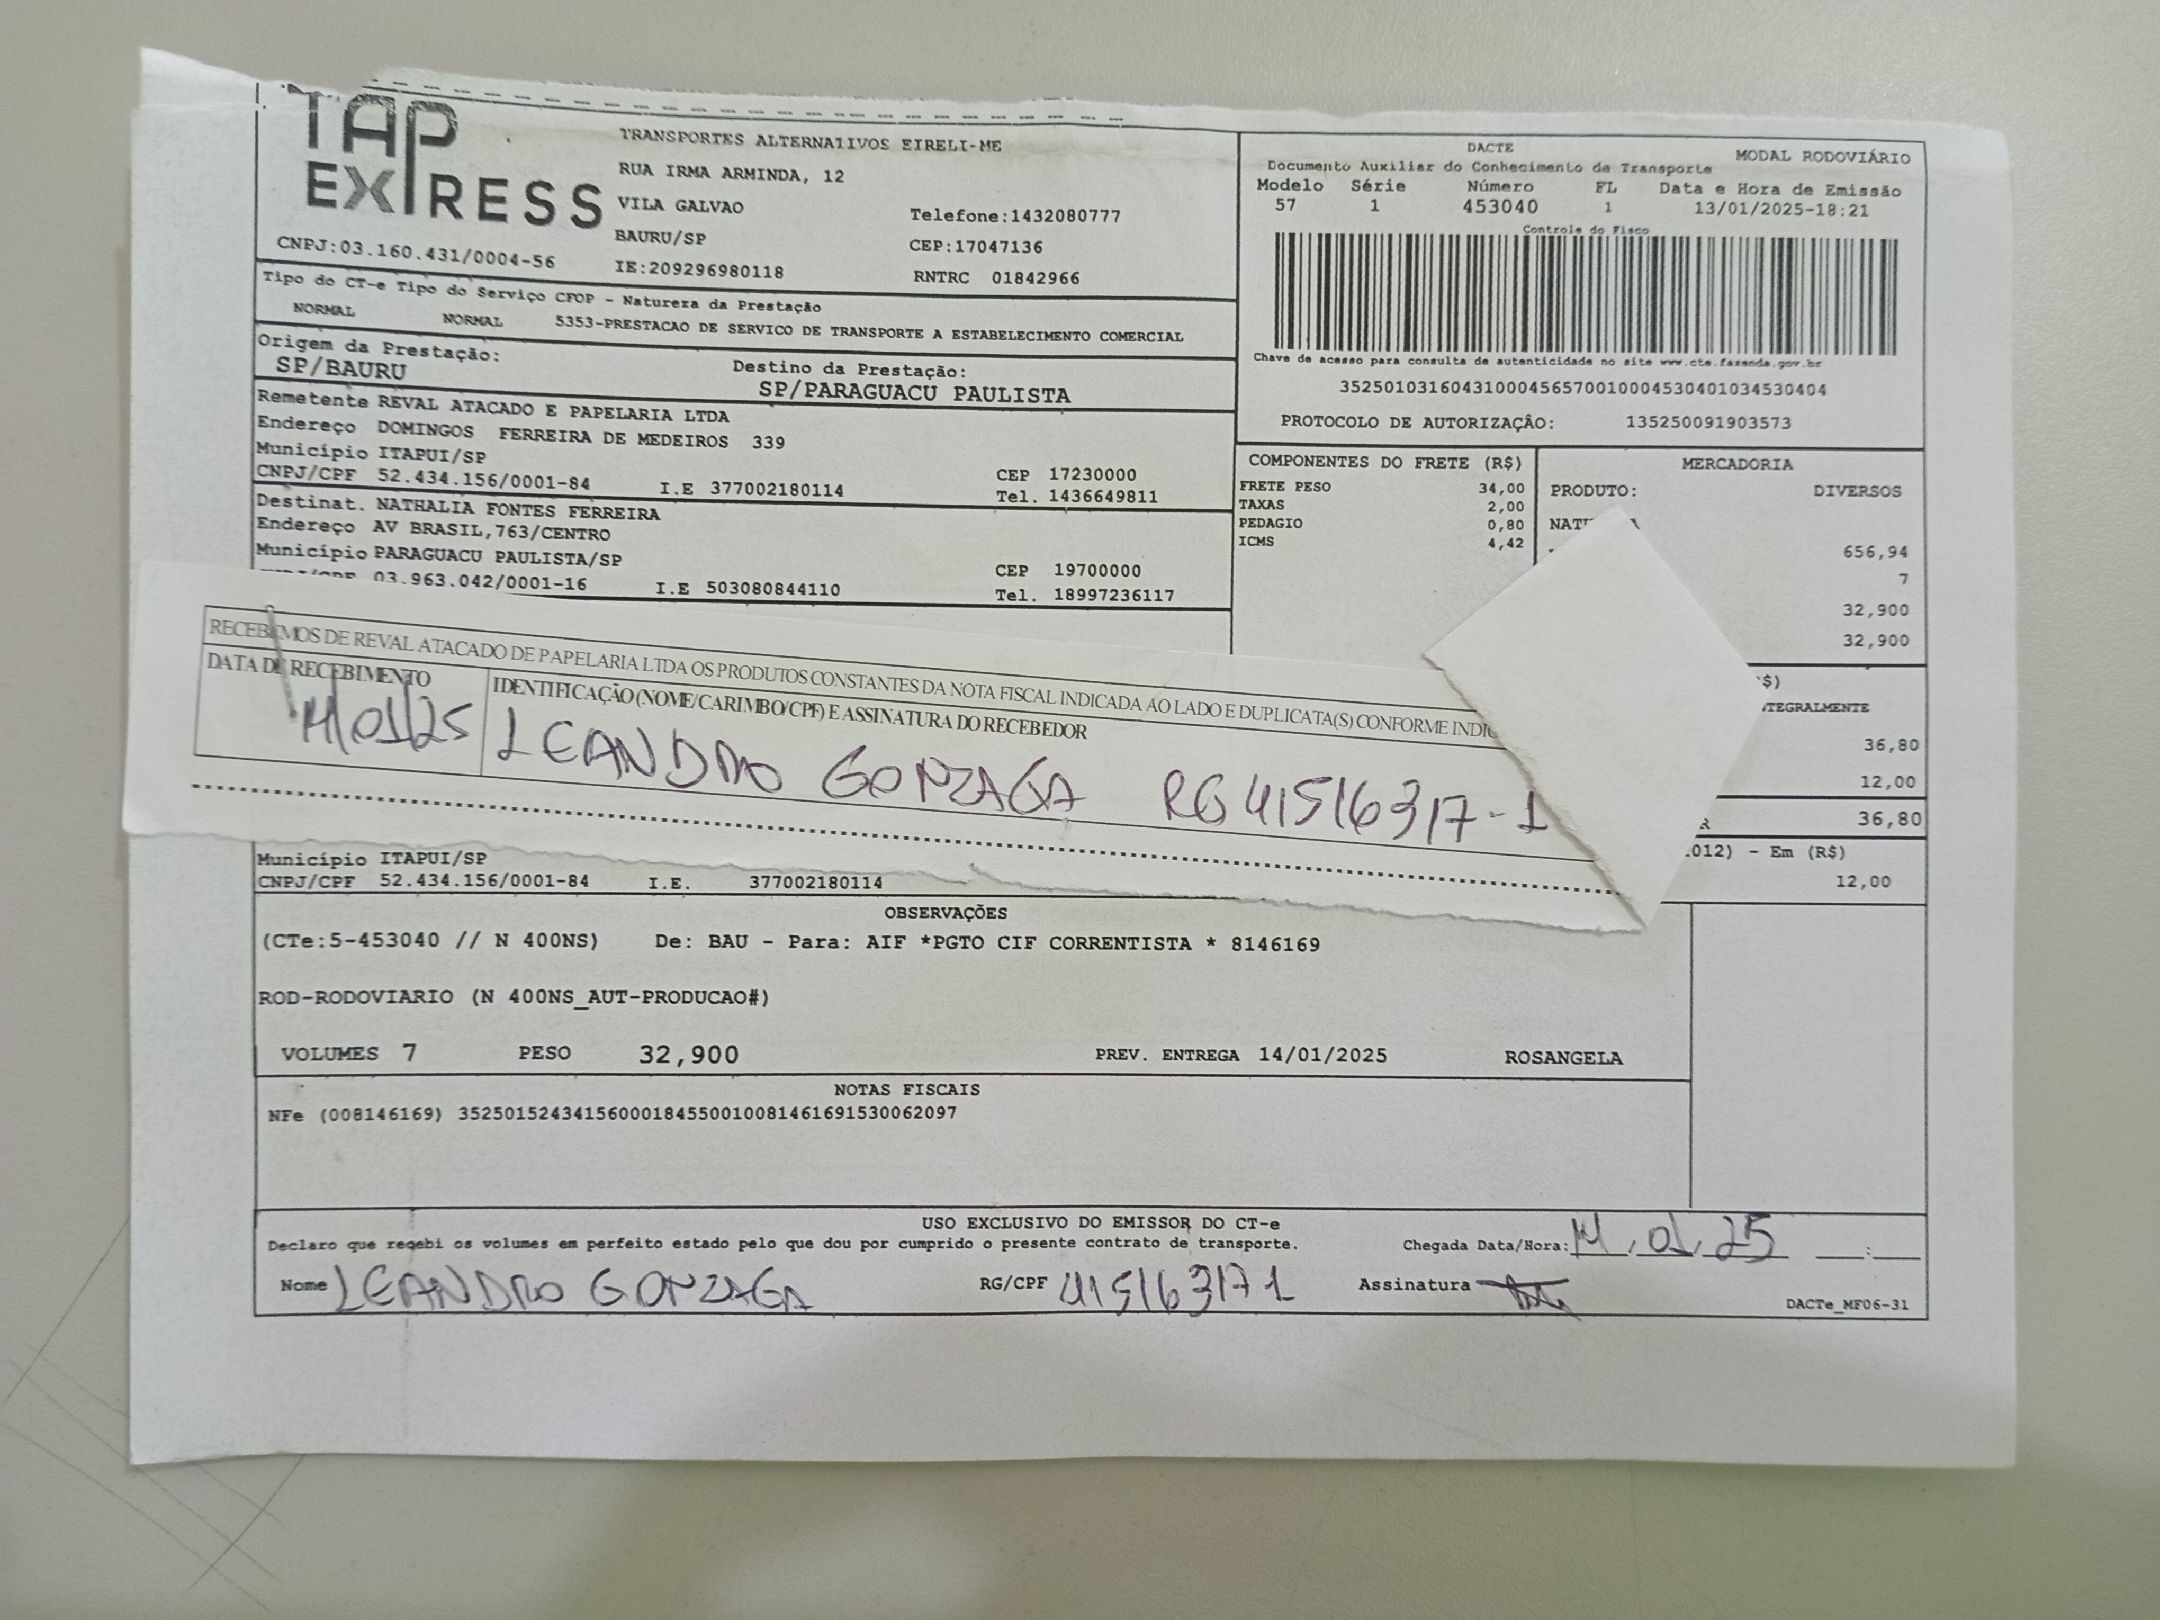 TAP
EXPRESS
TRANSPORTES ALTERNATIVOS EIRELI-ME
RUA IRMA ARMINDA, 12
VILA GALVAO
Telefone:1432080777
BAURU/SP
CEP:17047136
CNPJ:03.160.431/0004-56
IE:209296980118
RNTRC 01842966
DACTE
MODAL RODOVIÁRIO
Documento Auxiliar do Conhecimento de Transporte
Modelo Série Número FL Data e Hora de Emissão
57 1 453040 1 13/01/2025-18:21
Controle do Fisco
Chave de acesso para consulta de autenticidade no site www.cte.fazenda.gov.br
35250103160431000456570010004530401034530404
PROTOCOLO DE AUTORIZAÇÃO: 135250091903573
Tipo do CT-e Tipo do Serviço CFOP - Natureza da Prestação
NORMAL NORMAL 5353-PRESTACAO DE SERVICO DE TRANSPORTE A ESTABELECIMENTO COMERCIAL
Origem da Prestação: Destino da Prestação:
SP/BAURU SP/PARAGUACU PAULISTA
Remetente REVAL ATACADO E PAPELARIA LTDA
Endereço DOMINGOS FERREIRA DE MEDEIROS 339
Município ITAPUI/SP CEP 17230000
CNPJ/CPF 52.434.156/0001-84 I.E 377002180114 Tel. 1436649811
Destinat. NATHALIA FONTES FERREIRA
Endereço AV BRASIL,763/CENTRO
Município PARAGUACU PAULISTA/SP CEP 19700000
03.963.042/0001-16 I.E 503080844110 Tel. 18997236117
COMPONENTES DO FRETE (R$)
FRETE PESO 34,00
TAXAS 2,00
PEDAGIO 0,80
ICMS 4,42
MERCADORIA
PRODUTO: DIVERSOS
656,94
7
32,900
32,900
36,80
12,00
36,80
- Em (R$)
12,00
RECEBEMOS DE REVAL ATACADO DE PAPELARIA LTDA OS PRODUTOS CONSTANTES DA NOTA FISCAL INDICADA AO LADO E DUPLICATA(S) CONFORME
DATA DE RECEBIMENTO IDENTIFICAÇÃO (NOME/CARIMBO/CPF) E ASSINATURA DO RECEBEDOR
14/01/25 LEANDRO GONZAGA RG 41516317-1
Município ITAPUI/SP
CNPJ/CPF 52.434.156/0001-84 I.E. 377002180114
OBSERVAÇÕES
(CTe:5-453040 // N 400NS) De: BAU - Para: AIF *PGTO CIF CORRENTISTA * 8146169
ROD-RODOVIARIO (N 400NS_AUT-PRODUCAO#)
VOLUMES 7 PESO 32,900 PREV. ENTREGA 14/01/2025 ROSANGELA
NOTAS FISCAIS
NFe (008146169) 35250152434156000184550010081461691530062097
USO EXCLUSIVO DO EMISSOR DO CT-e
Declaro que recebi os volumes em perfeito estado pelo que dou por cumprido o presente contrato de transporte.
Chegada Data/Hora: 14.01.25 :
Nome LEANDRO GONZAGA RG/CPF 415163171 Assinatura
DACTe_MF06-31